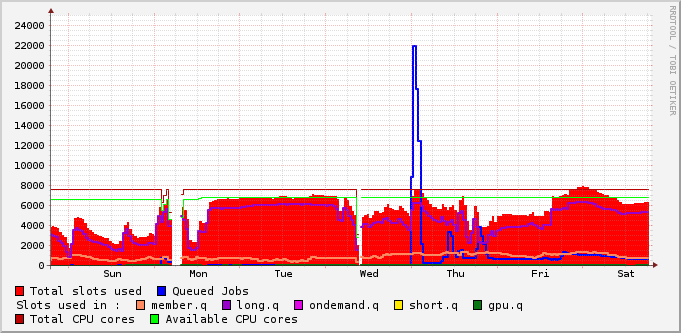 24000
22000
20000
18000
16000
14000
12000
10000
8000
6000
4000
2000
0
Sun Mon Tue Wed Thu Fri Sat
RRDTOOL / TOBI OETIKER
Total slots used Queued Jobs
Slots used in : member.q long.q ondemand.q short.q gpu.q
Total CPU cores Available CPU cores